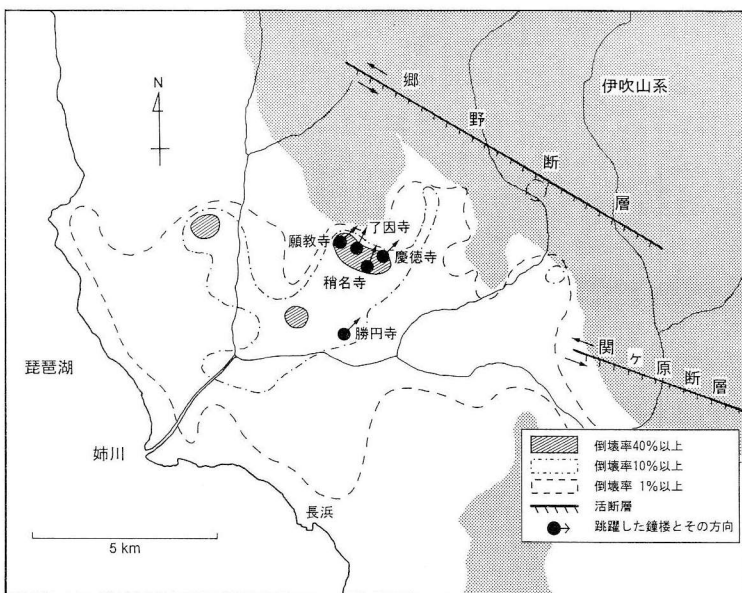 N
郷野断層
伊吹山系
了因寺
願教寺
慶徳寺
稍名寺
勝円寺
関ヶ原断層
琵琶湖
姉川
長浜
5 km
倒壊率40%以上
倒壊率10%以上
倒壊率 1%以上
活断層
跳躍した鐘楼とその方向